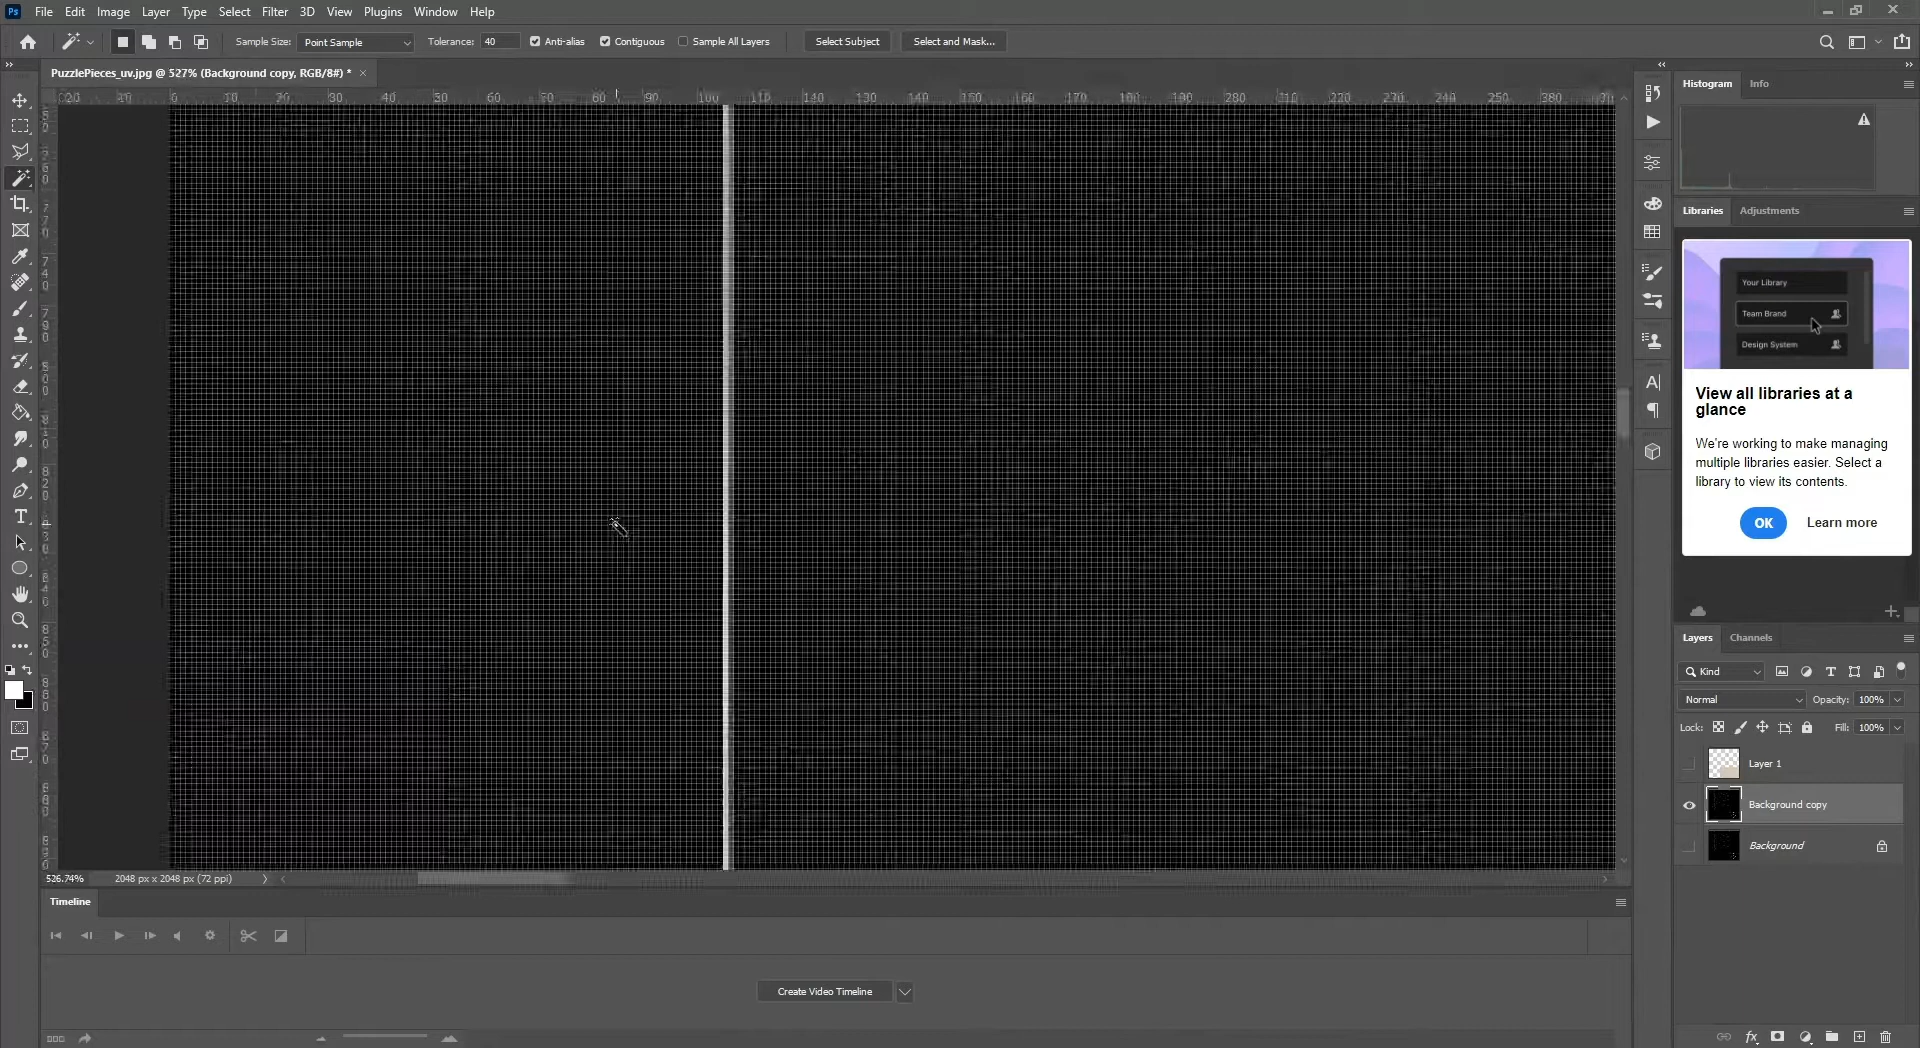 Ps File Edit Image Layer Type Select Filter 3D View Plugins Window Help
Sample Size: Point Sample Tolerance: 40 Anti-alias Contiguous Sample All Layers Select Subject Select and Mask...
PuzzlePieces_uv.jpg @ 527% (Background copy, RGB/8#) * ×
Histogram Info
Libraries Adjustments
Your Library
Team Brand
Design System
View all libraries at a
glance
We're working to make managing
multiple libraries easier. Select a
library to view its contents.
OK Learn more
Layers Channels
Kind
Normal Opacity: 100%
Lock: Fill: 100%
Layer 1
Background copy
Background
526.74% 2048 px x 2048 px (72 ppi)
Timeline
Create Video Timeline